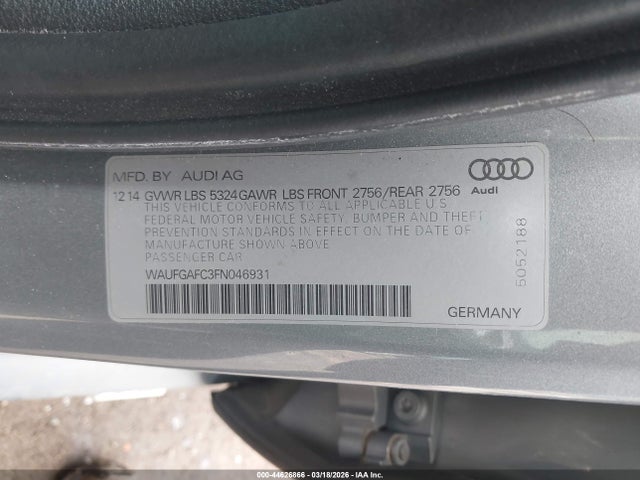 MFD. BY AUDI AG
Audi
12 14 GVWR LBS 5324 GAWR LBS FRONT 2756/REAR 2756
THIS VEHICLE CONFORMS TO ALL APPLICABLE U.S
FEDERAL MOTOR VEHICLE SAFETY, BUMPER AND THEFT
PREVENTION STANDARDS IN EFFECT ON THE DATE OF
MANUFACTURE SHOWN ABOVE
PASSENGER CAR
WAUFGAFC3FN046931
GERMANY
5052188
000-44626866 - 03/18/2026 - IAA Inc.